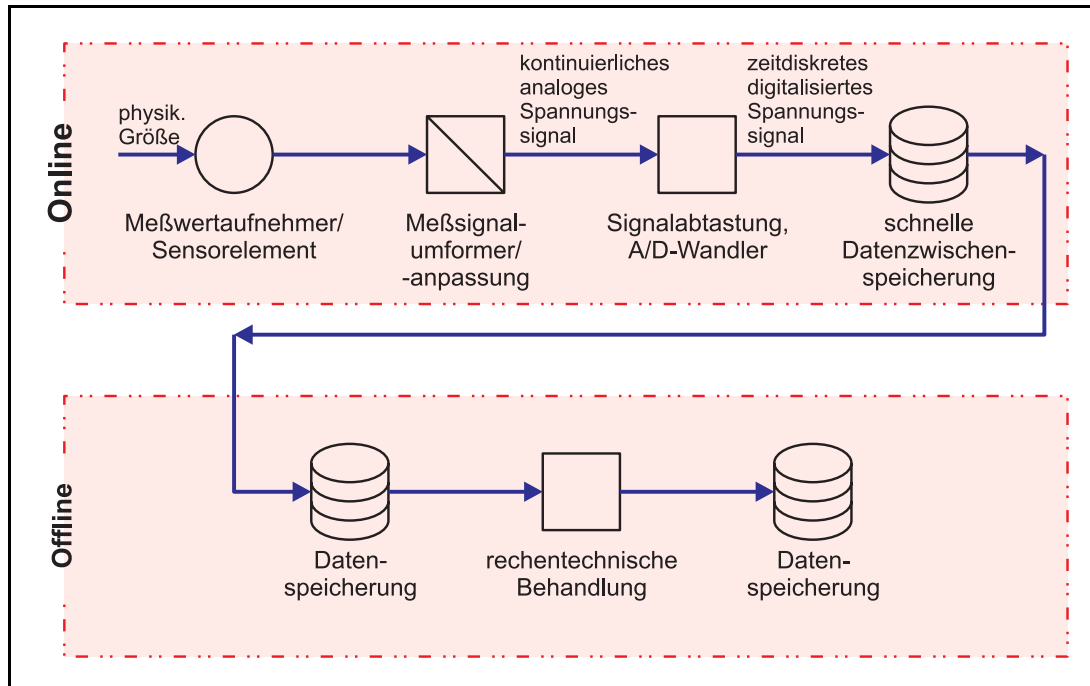 Online
physik.
Größe
kontinuierliches
analoges
Spannungs-
signal
zeitdiskretes
digitalisiertes
Spannungs-
signal
Meßwertaufnehmer/
Sensorelement
Meßsignal-
umformer/
-anpassung
Signalabtastung,
A/D-Wandler
schnelle
Datenzwischen-
speicherung
Offline
Daten-
speicherung
rechentechnische
Behandlung
Daten-
speicherung